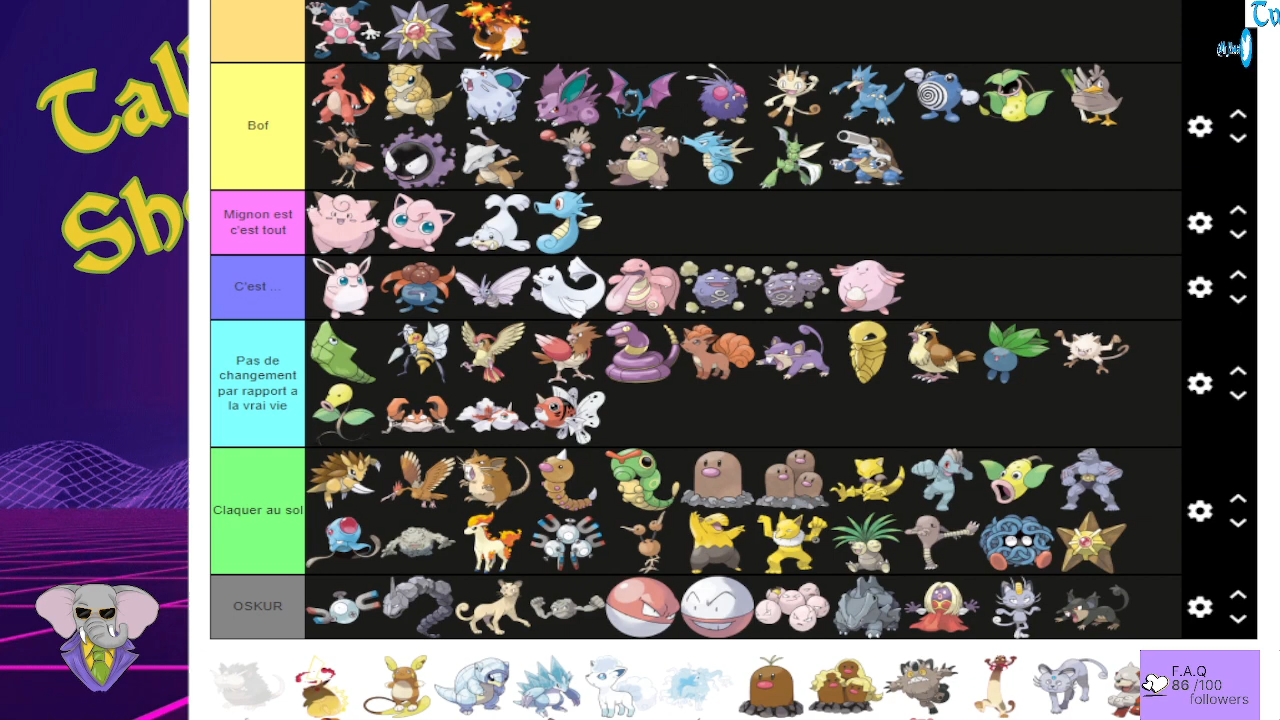 Bof
Mignon est
c'est tout
C'est ...
Pas de
changement
par rapport a
la vrai vie
Claquer au sol
OSKUR
F.A.Q
86 /100
followers